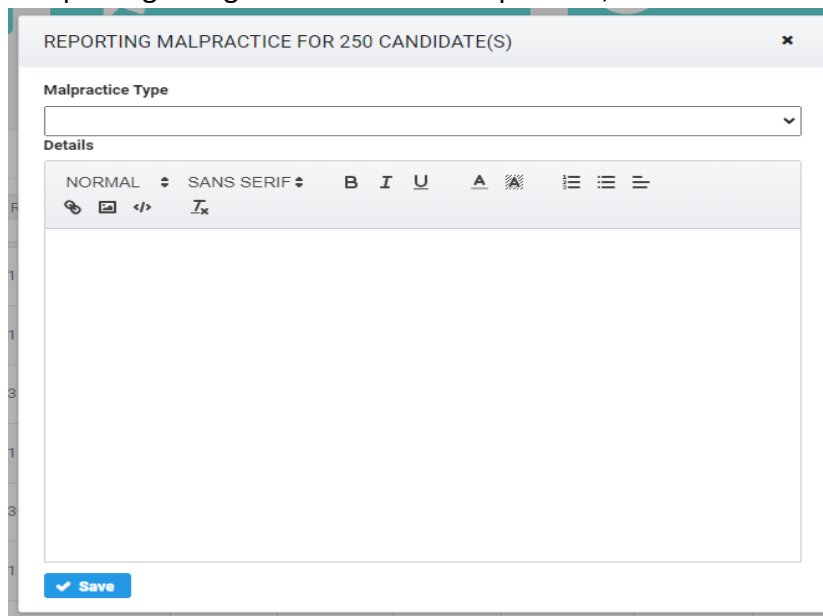 REPORTING MALPRACTICE FOR 250 CANDIDATE(S)
Malpractice Type
Details
NORMAL SANS SERIF B I U A A
Save